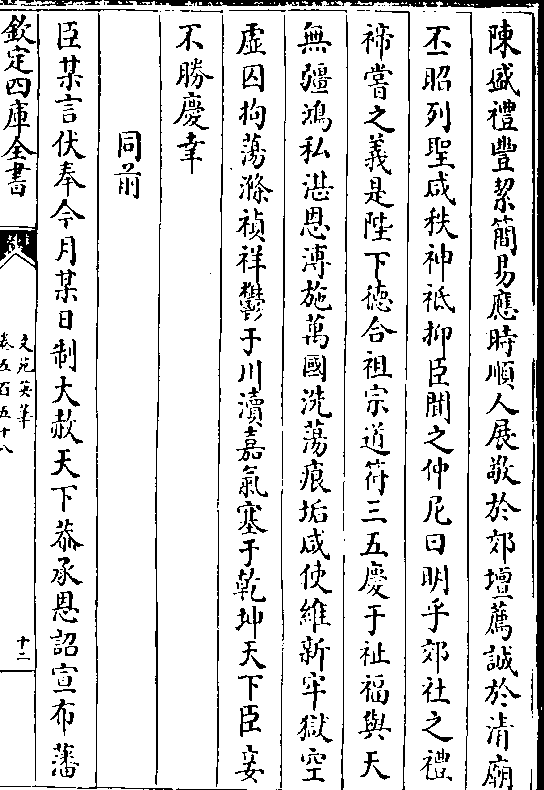 陳盛禮豐絜簡易應時順人展敬於郊壇薦誠於清廟
丕昭列聖咸秩神祗抑臣聞之仲尼曰明乎郊社之禮
禘嘗之義是陛下徳合祖宗道符三五慶于祉福與天
無疆鴻私湛恩溥施萬國洗蕩痕垢咸使維新牢獄空
虚囚拘蕩滌禎祥鬱于川瀆嘉氣塞于乾坤天下臣妾
不勝慶幸
同前
臣某言伏奉今月某日制大赦天下恭承恩詔宣布藩
欽定四庫全書
文苑英華
卷五百五十八
十二